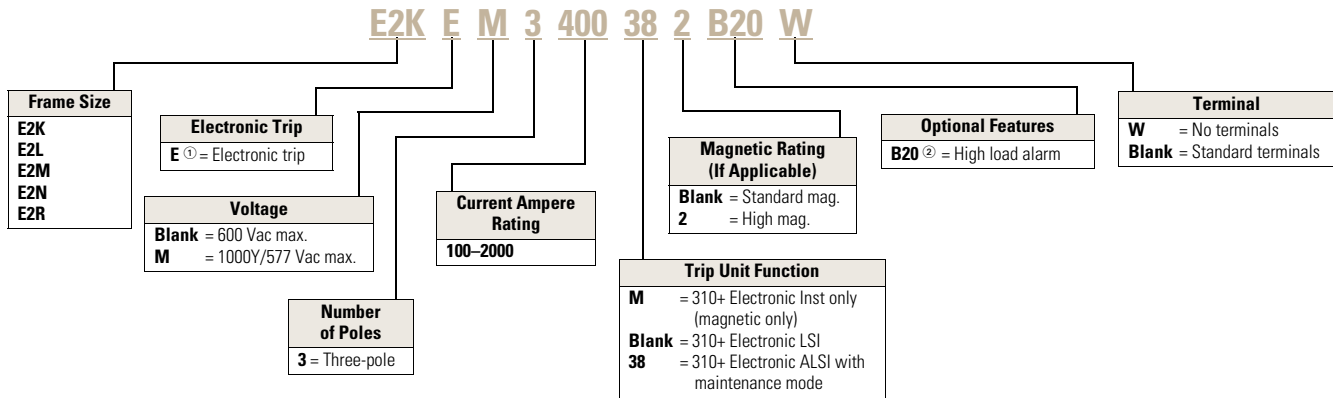 E2K E M 3 400 38 2 B20 W
Frame Size
E2K
E2L
E2M
E2N
E2R
Electronic Trip
E ① = Electronic trip
Voltage
Blank = 600 Vac max.
M = 1000Y/577 Vac max.
Number
of Poles
3 = Three-pole
Current Ampere
Rating
100–2000
Trip Unit Function
M = 310+ Electronic Inst only
(magnetic only)
Blank = 310+ Electronic LSI
38 = 310+ Electronic ALSI with
maintenance mode
Magnetic Rating
(If Applicable)
Blank = Standard mag.
2 = High mag.
Optional Features
B20 ② = High load alarm
Terminal
W = No terminals
Blank = Standard terminals